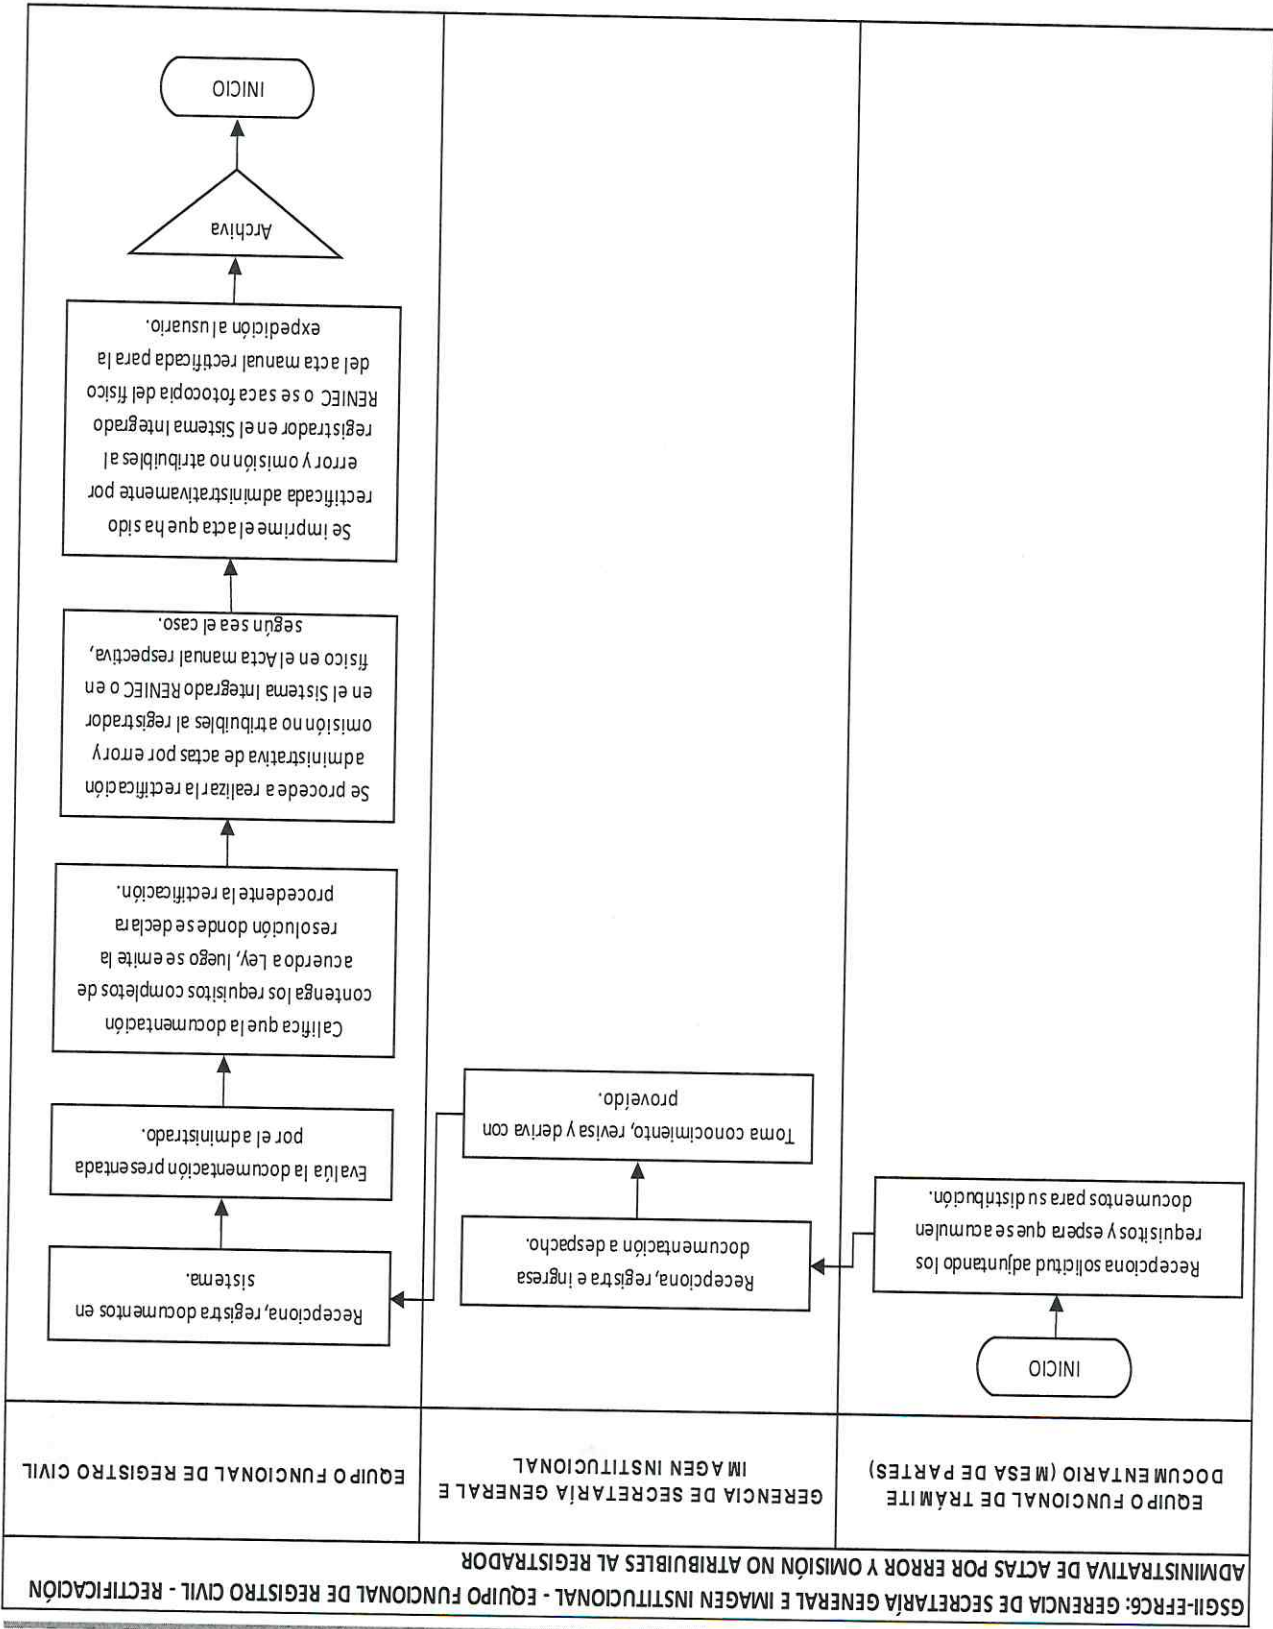 GSGII-EFRC6: GERENCIA DE SECRETARÍA GENERAL E IMAGEN INSTITUCIONAL - EQUIPO FUNCIONAL DE REGISTRO CIVIL - RECTIFICACIÓN
ADMINISTRATIVA DE ACTAS POR ERROR Y OMISIÓN NO ATRIBUIBLES AL REGISTRADOR
EQUIPO FUNCIONAL DE TRÁMITE
DOCUMENTARIO (MESA DE PARTES)
GERENCIA DE SECRETARÍA GENERAL E
IMAGEN INSTITUCIONAL
EQUIPO FUNCIONAL DE REGISTRO CIVIL
INICIO
Recepciona solicitud adjuntando los
requisitos y espera que se acumulen
documentos para su distribución.
Recepciona, registra e ingresa
documentación a despacho.
Toma conocimiento, revisa y deriva con
proveído.
Recepciona, registra documentos en
sistema.
Evalúa la documentación presentada
por el administrado.
Califica que la documentación
contenga los requisitos completos de
acuerdo a Ley, luego se emite la
resolución donde se declara
procedente la rectificación.
Se procede a realizar la rectificación
administrativa de actas por error y
omisión no atribuibles al registrador
en el Sistema Integrado RENIEC o en
físico en el Acta manual respectiva,
según sea el caso.
Se imprime el acta que ha sido
rectificada administrativamente por
error y omisión no atribuibles al
registrador en el Sistema Integrado
RENIEC o se saca fotocopia del físico
del acta manual rectificada para la
expedición al usuario.
Archiva
INICIO